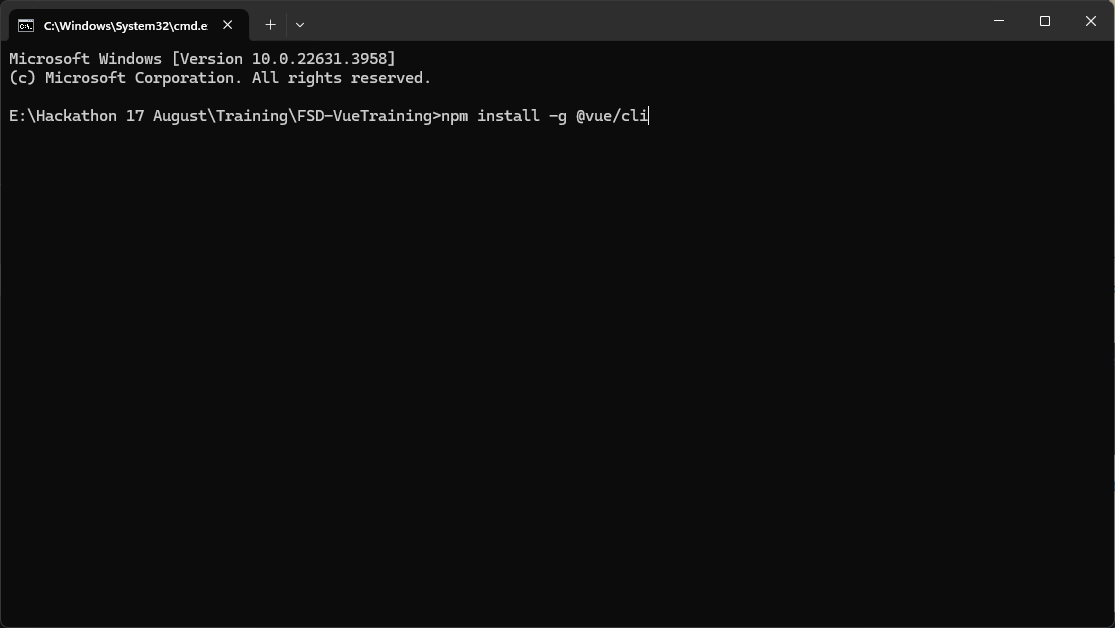 C:\Windows\System32\cmd.e
Microsoft Windows [Version 10.0.22631.3958]
(c) Microsoft Corporation. All rights reserved.
E:\Hackathon 17 August\Training\FSD-VueTraining>npm install -g @vue/cli